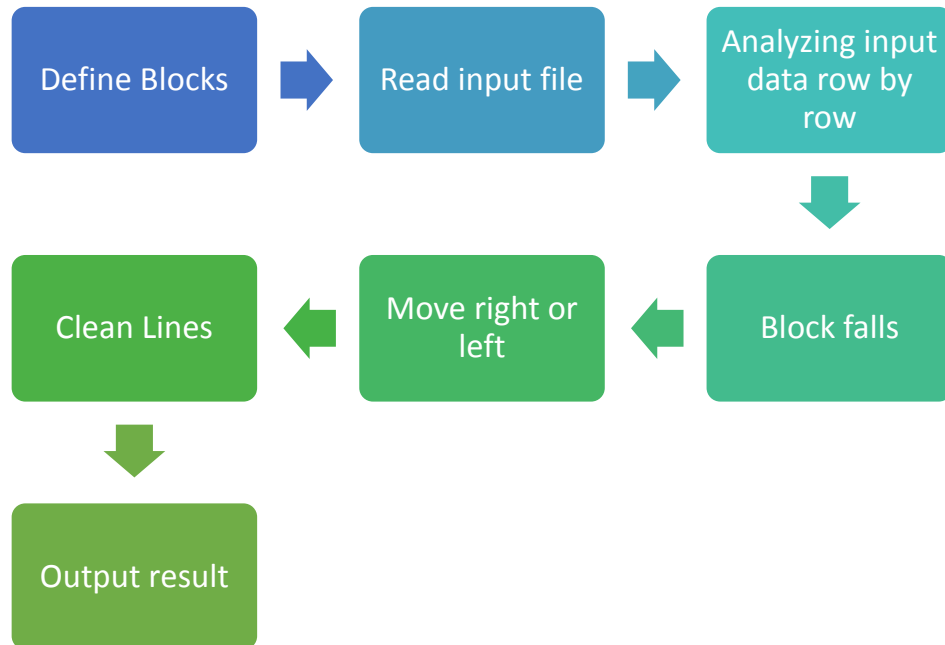 Define Blocks
Read input file
Analyzing input
data row by
row
Block falls
Move right or
left
Clean Lines
Output result